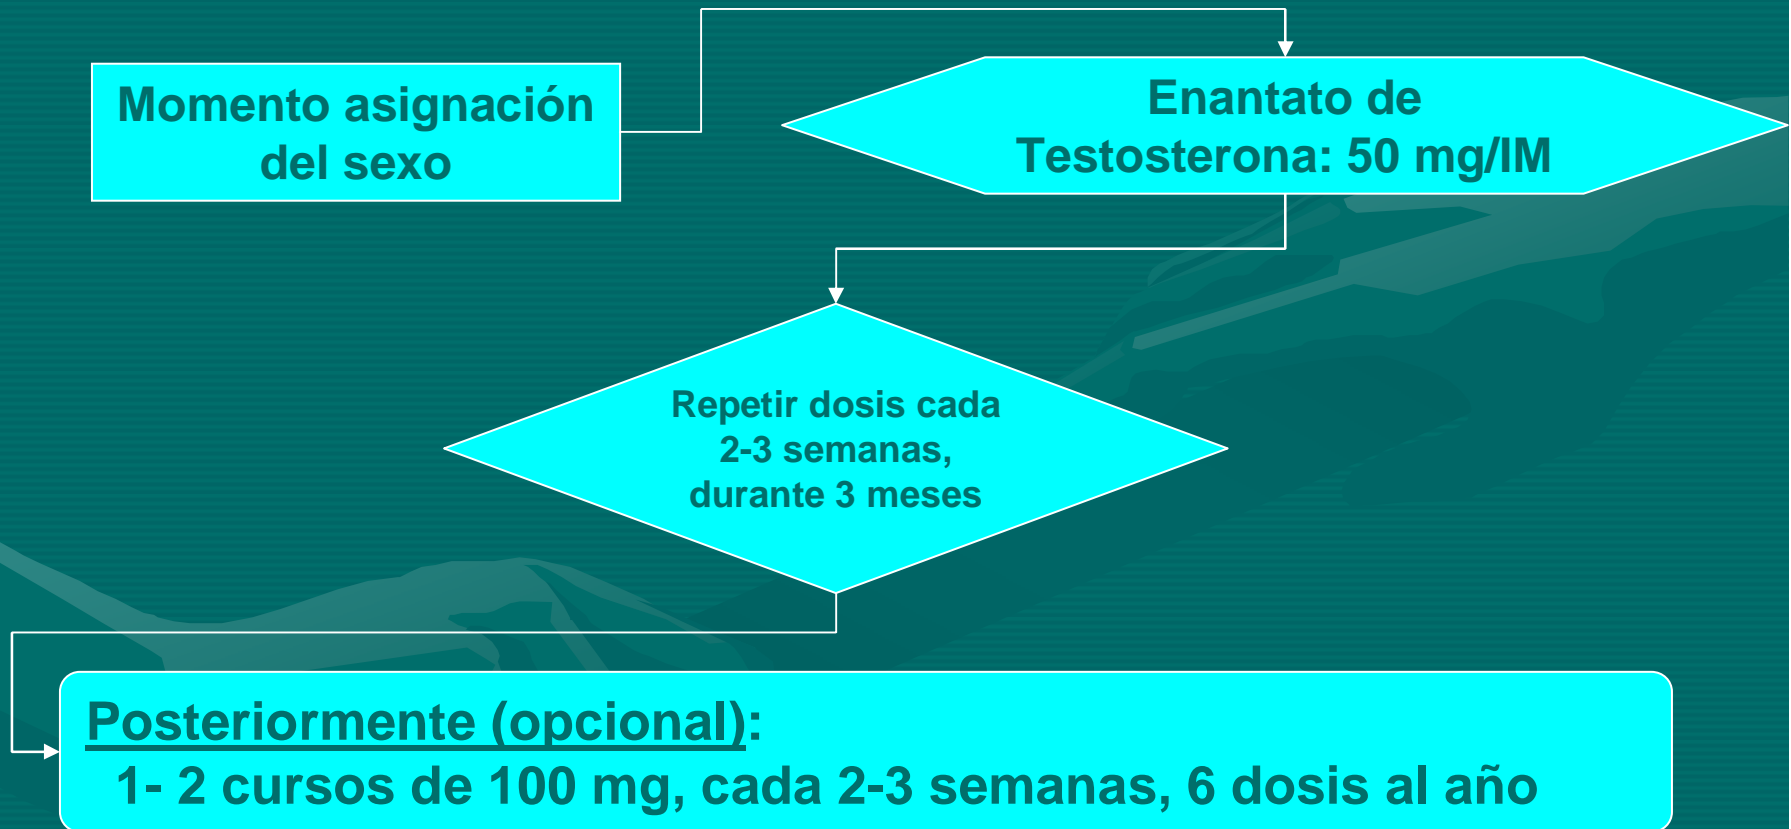 Momento asignación
del sexo
Enantato de
Testosterona: 50 mg/IM
Repetir dosis cada
2-3 semanas,
durante 3 meses
Posteriormente (opcional):
1- 2 cursos de 100 mg, cada 2-3 semanas, 6 dosis al año